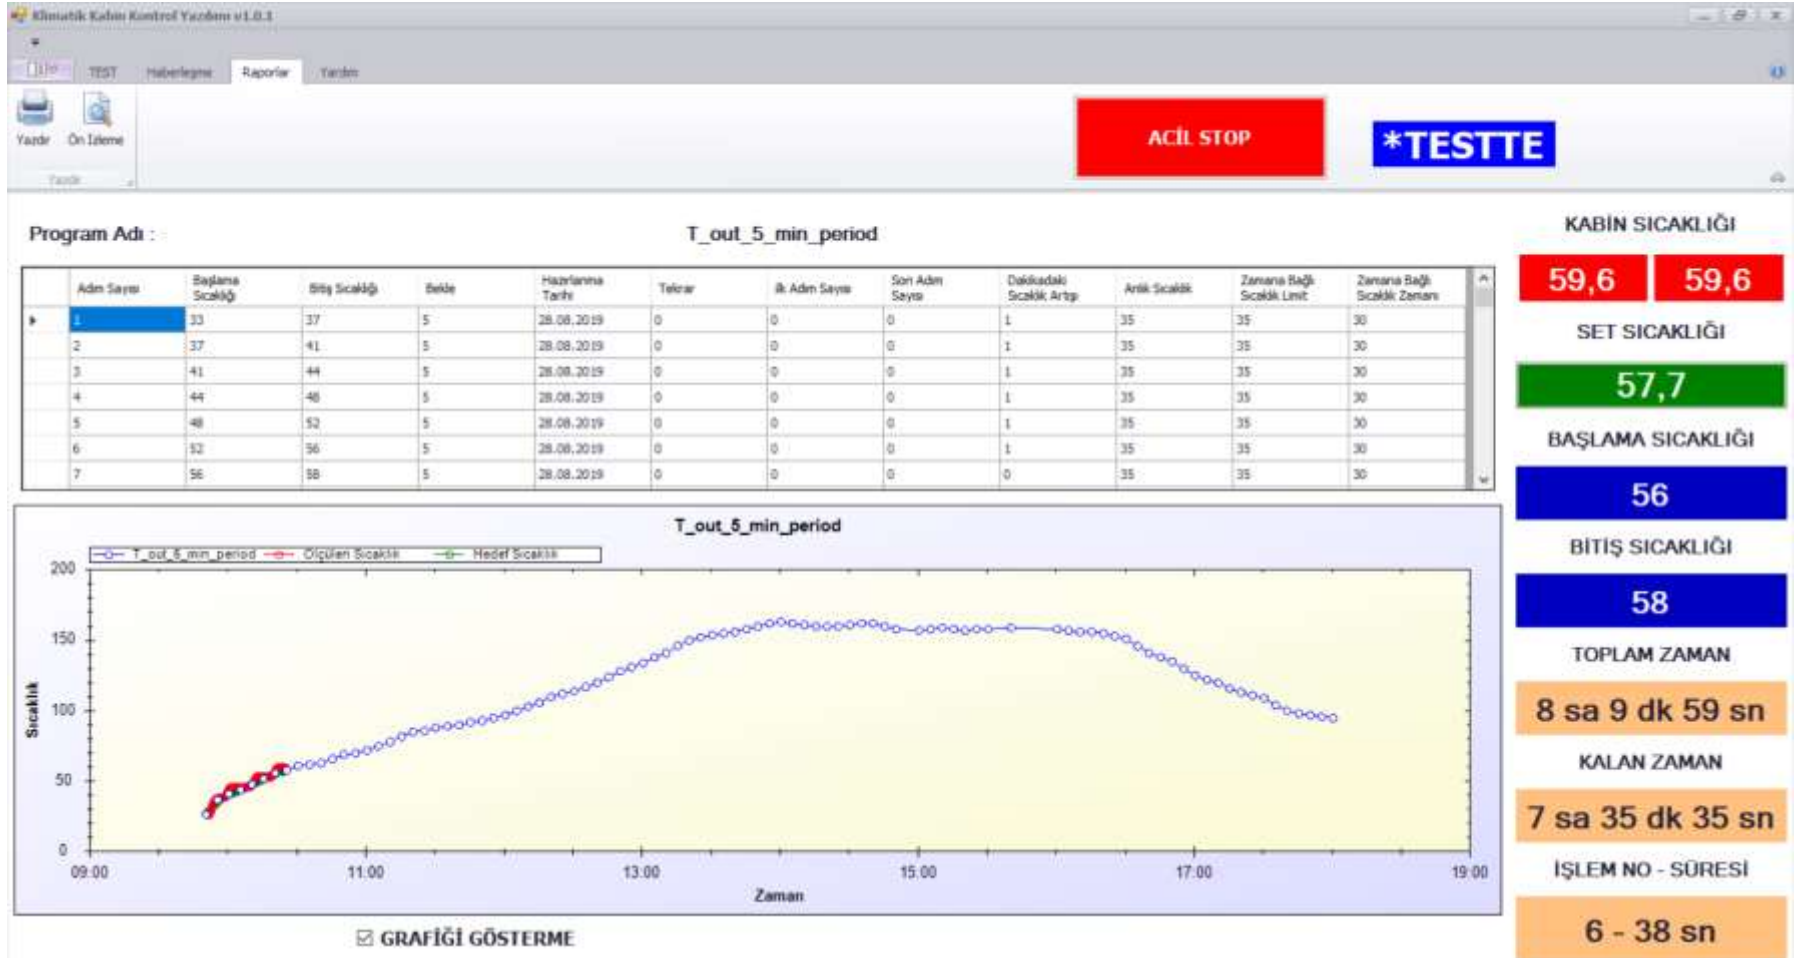 Klimatik Kabin Kontrol Yazılımı v1.0.1
TEST Haberleşme Raporlar Yardım
Yazdır Ön İzleme
Yazdır
ACİL STOP
*TESTTE
Program Adı : T_out_5_min_period
Adım Sayısı Başlama Sıcaklığı Bitiş Sıcaklığı Bekle Hazırlanma Tarihi Tekrar ilk Adım Sayısı Son Adım Sayısı Dakikadaki Sıcaklık Artışı Anlık Sıcaklık Zamana Bağlı Sıcaklık Limit Zamana Bağlı Sıcaklık Zamanı
1 33 37 5 28.08.2019 0 0 0 1 35 35 30
2 37 41 5 28.08.2019 0 0 0 1 35 35 30
3 41 44 5 28.08.2019 0 0 0 1 35 35 30
4 44 48 5 28.08.2019 0 0 0 1 35 35 30
5 48 52 5 28.08.2019 0 0 0 1 35 35 30
6 52 56 5 28.08.2019 0 0 0 1 35 35 30
7 56 58 5 28.08.2019 0 0 0 0 35 35 30
T_out_5_min_period
T_out_5_min_period Ölçülen Sıcaklık Hedef Sıcaklık
200
150
100
50
0
Sıcaklık
09:00 11:00 13:00 15:00 17:00 19:00
Zaman
GRAFİĞİ GÖSTERME
KABİN SICAKLIĞI
59,6 59,6
SET SICAKLIĞI
57,7
BAŞLAMA SICAKLIĞI
56
BİTİŞ SICAKLIĞI
58
TOPLAM ZAMAN
8 sa 9 dk 59 sn
KALAN ZAMAN
7 sa 35 dk 35 sn
İŞLEM NO - SÜRESİ
6 - 38 sn